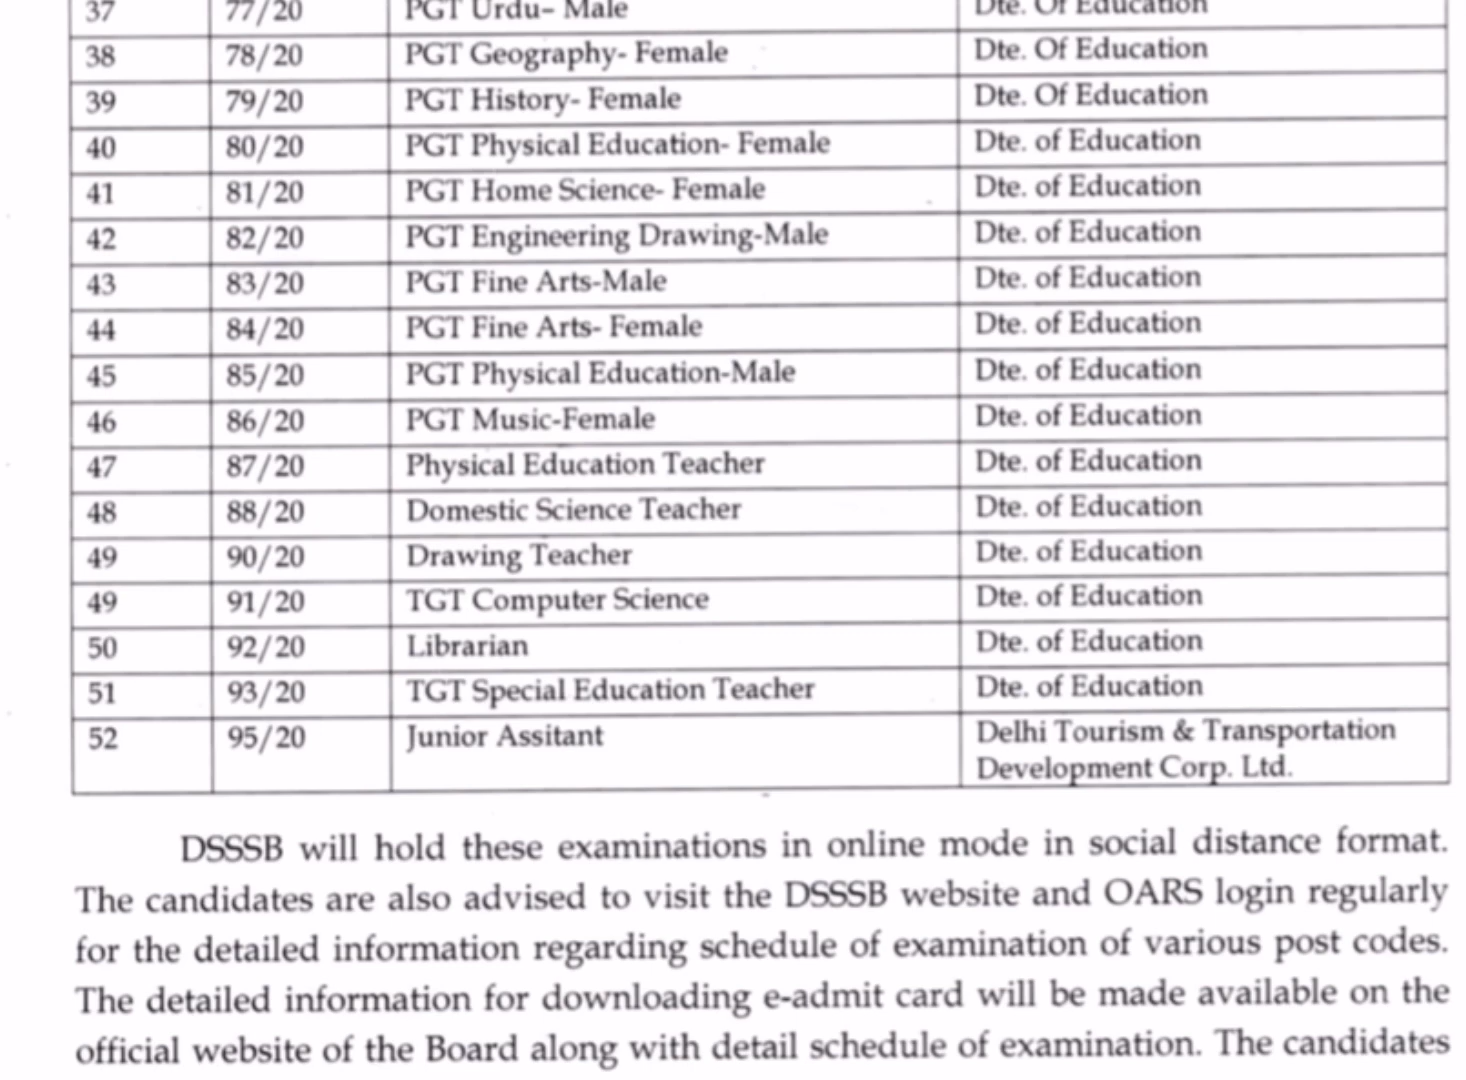 37 77/20 PGT Urdu– Male Dte. Of Education
38 78/20 PGT Geography- Female Dte. Of Education
39 79/20 PGT History- Female Dte. Of Education
40 80/20 PGT Physical Education- Female Dte. of Education
41 81/20 PGT Home Science- Female Dte. of Education
42 82/20 PGT Engineering Drawing-Male Dte. of Education
43 83/20 PGT Fine Arts-Male Dte. of Education
44 84/20 PGT Fine Arts- Female Dte. of Education
45 85/20 PGT Physical Education-Male Dte. of Education
46 86/20 PGT Music-Female Dte. of Education
47 87/20 Physical Education Teacher Dte. of Education
48 88/20 Domestic Science Teacher Dte. of Education
49 90/20 Drawing Teacher Dte. of Education
49 91/20 TGT Computer Science Dte. of Education
50 92/20 Librarian Dte. of Education
51 93/20 TGT Special Education Teacher Dte. of Education
52 95/20 Junior Assitant Delhi Tourism & Transportation
Development Corp. Ltd.
DSSSB will hold these examinations in online mode in social distance format.
The candidates are also advised to visit the DSSSB website and OARS login regularly
for the detailed information regarding schedule of examination of various post codes.
The detailed information for downloading e-admit card will be made available on the
official website of the Board along with detail schedule of examination. The candidates